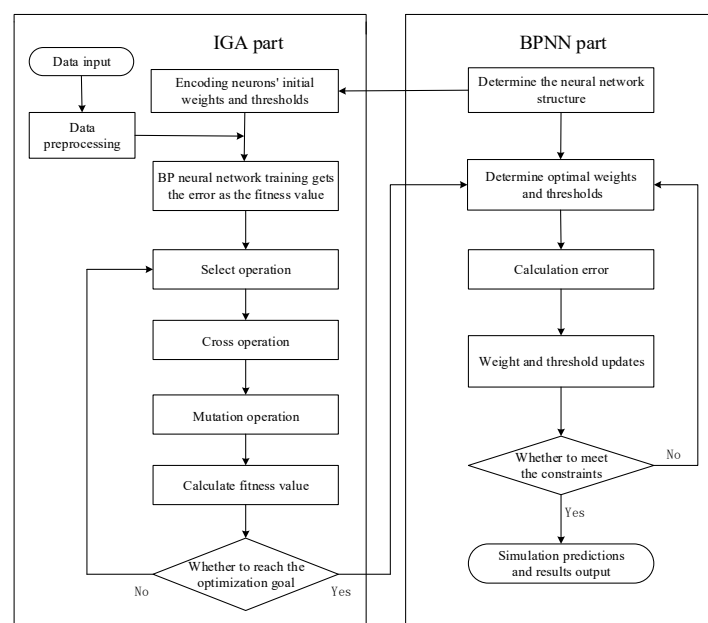 IGA part
Data input
Encoding neurons' initial
weights and thresholds
Data
preprocessing
BP neural network training gets
the error as the fitness value
Select operation
Cross operation
Mutation operation
Calculate fitness value
Whether to reach the
optimization goal
No
Yes
BPNN part
Determine the neural network
structure
Determine optimal weights
and thresholds
Calculation error
Weight and threshold updates
Whether to meet
the constraints
No
Yes
Simulation predictions
and results output